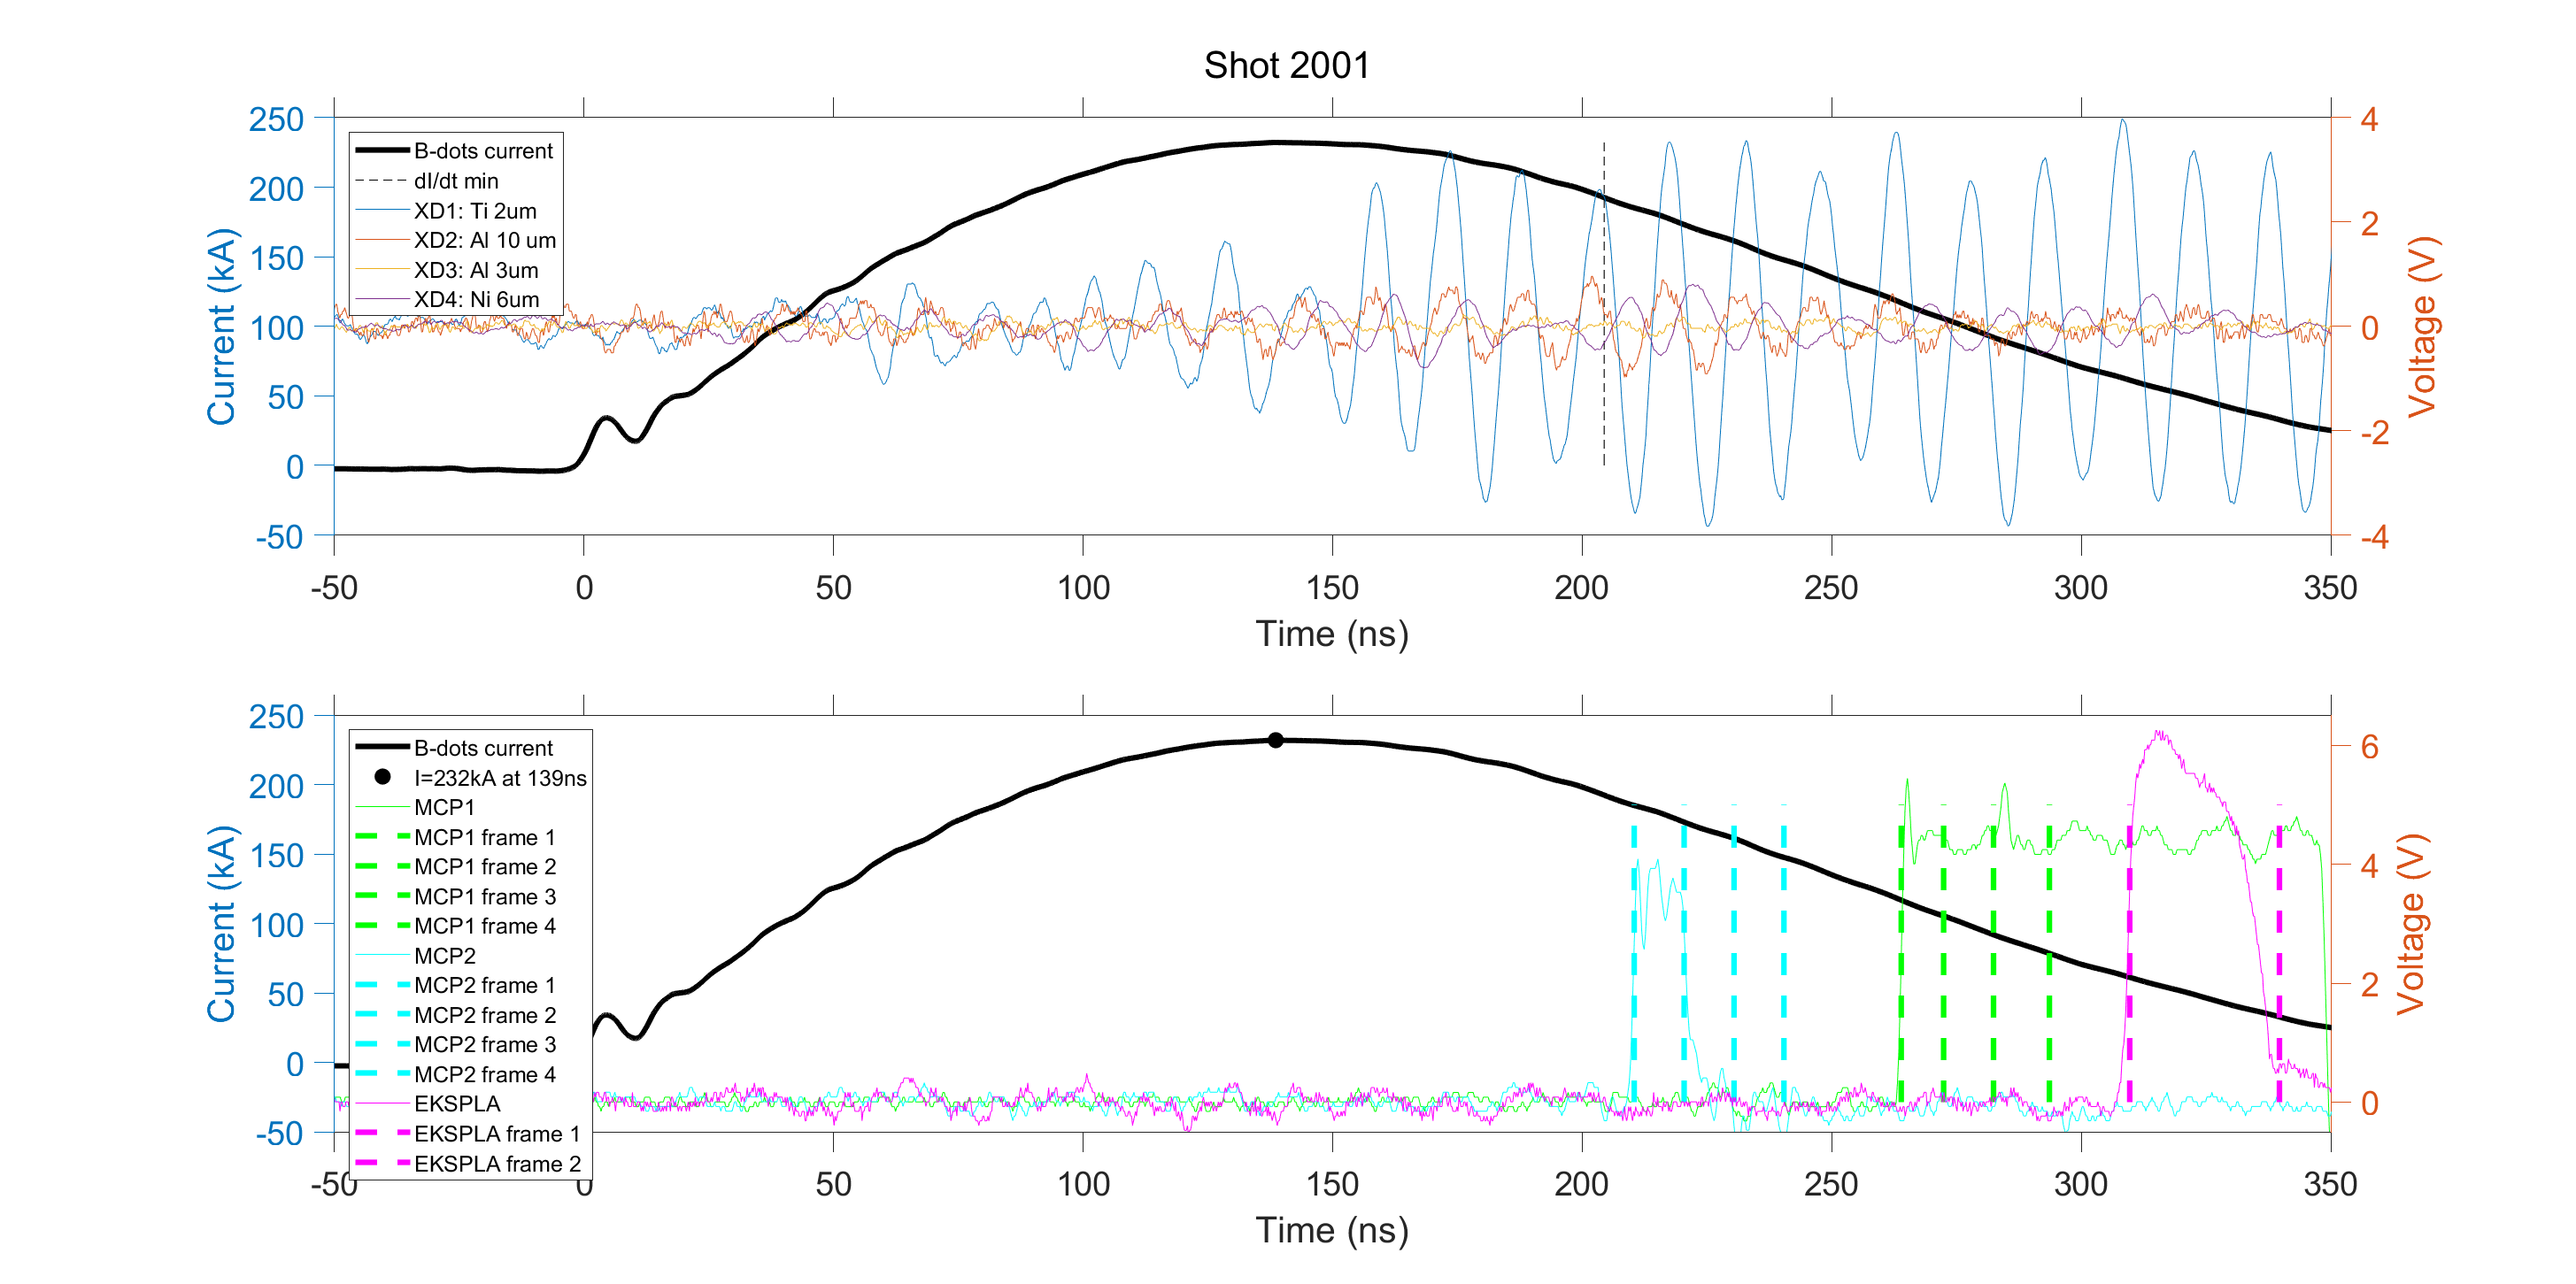 Shot 2001
250
200
150
100
50
0
-50
Current (kA)
B-dots current
dI/dt min
XD1: Ti 2um
XD2: Al 10 um
XD3: Al 3um
XD4: Ni 6um
4
2
0
-2
-4
Voltage (V)
-50 0 50 100 150 200 250 300 350
Time (ns)
250
200
150
100
50
0
-50
Current (kA)
B-dots current
I=232kA at 139ns
MCP1
MCP1 frame 1
MCP1 frame 2
MCP1 frame 3
MCP1 frame 4
MCP2
MCP2 frame 1
MCP2 frame 2
MCP2 frame 3
MCP2 frame 4
EKSPLA
EKSPLA frame 1
EKSPLA frame 2
6
4
2
0
Voltage (V)
-50 0 50 100 150 200 250 300 350
Time (ns)